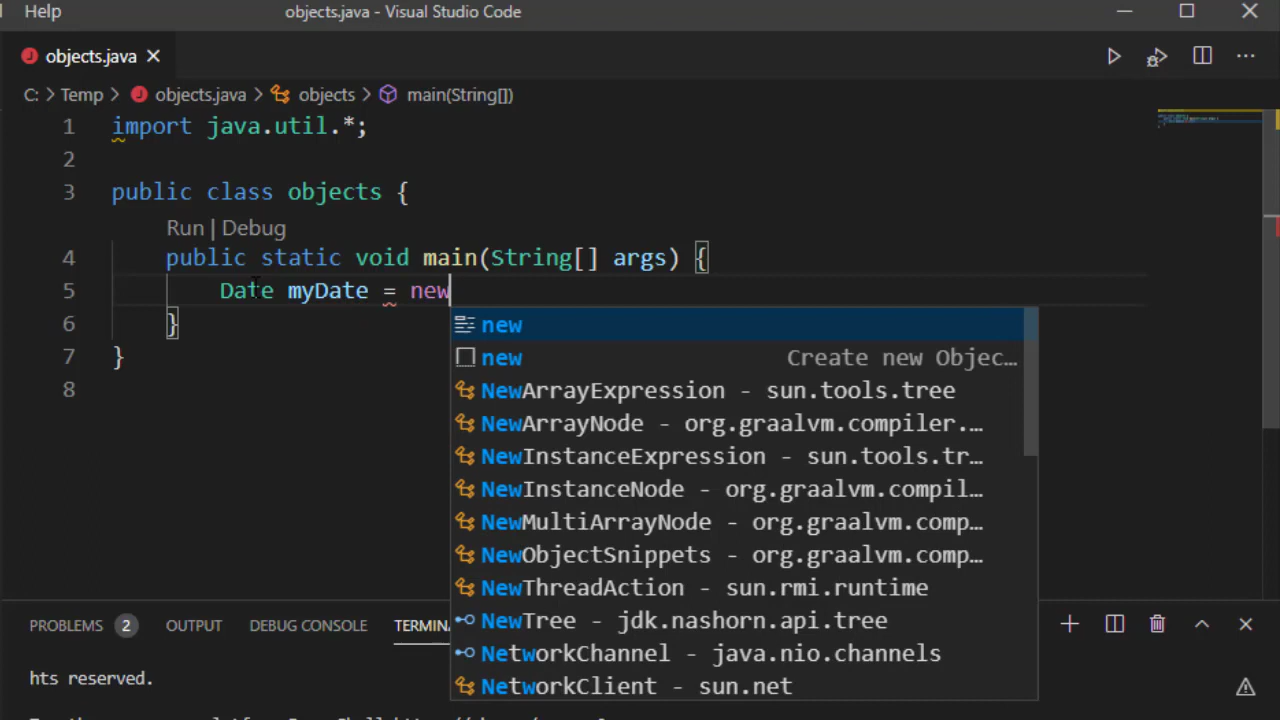 Help objects.java - Visual Studio Code
objects.java
C: > Temp > objects.java > objects > main(String[])
1 import java.util.*;
2
3 public class objects {
Run | Debug
4 public static void main(String[] args) {
5 Date myDate = new
6 }
7 }
8
new
new Create new Objec…
NewArrayExpression - sun.tools.tree
NewArrayNode - org.graalvm.compiler.…
NewInstanceExpression - sun.tools.tr…
NewInstanceNode - org.graalvm.compil…
NewMultiArrayNode - org.graalvm.comp…
NewObjectSnippets - org.graalvm.comp…
NewThreadAction - sun.rmi.runtime
NewTree - jdk.nashorn.api.tree
NetworkChannel - java.nio.channels
NetworkClient - sun.net
PROBLEMS 2 OUTPUT DEBUG CONSOLE TERMINA
hts reserved.